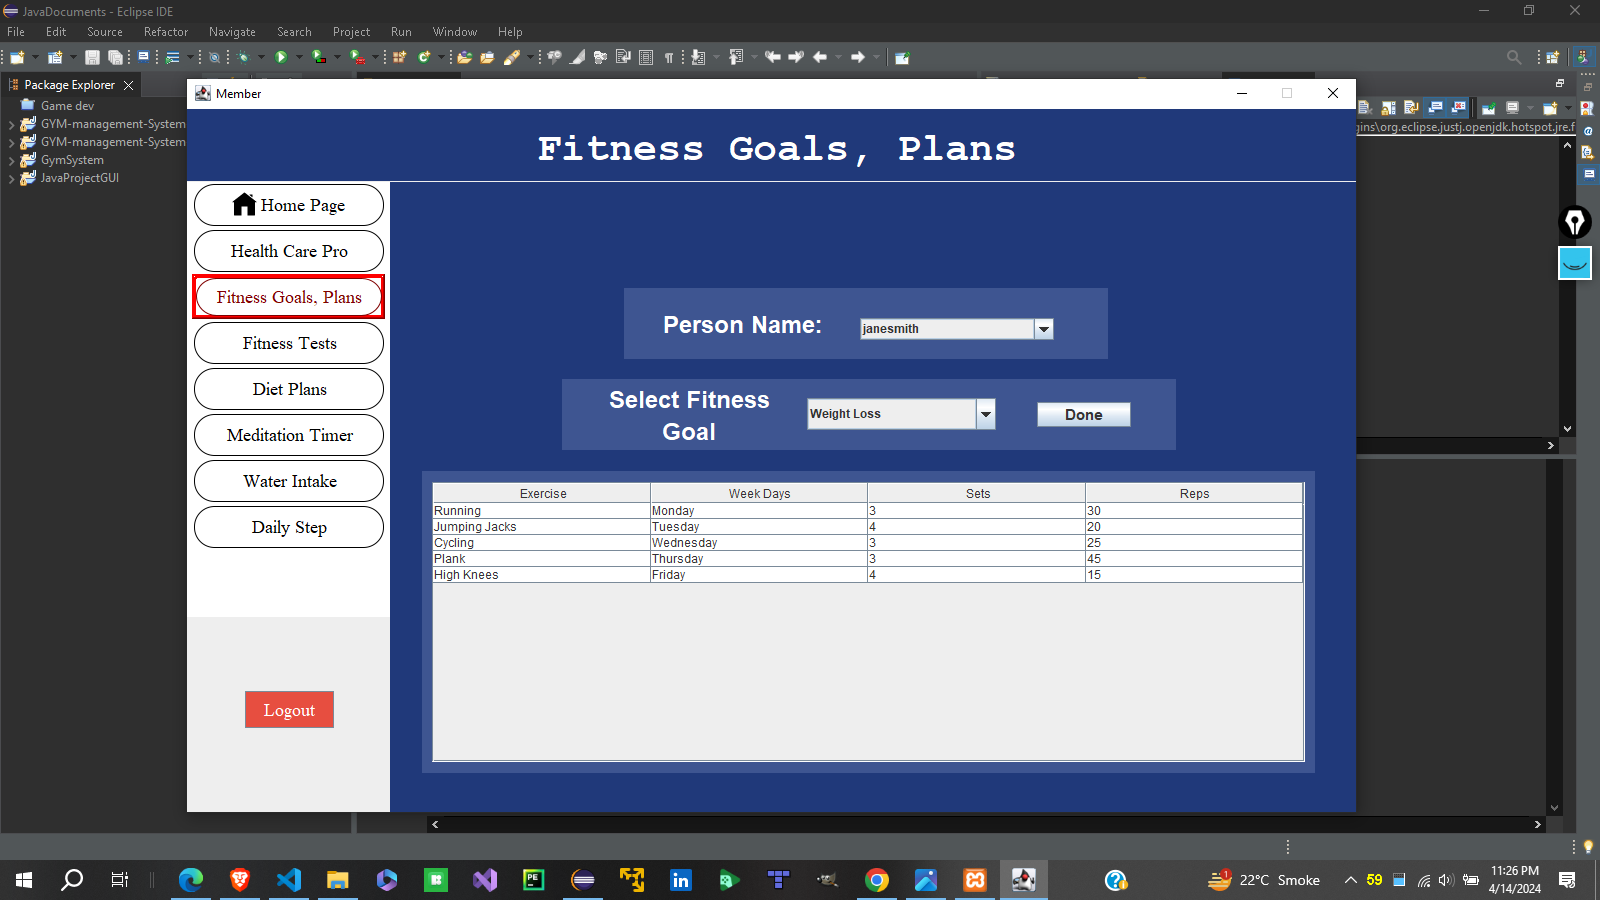 JavaDocuments - Eclipse IDE
File Edit Source Refactor Navigate Search Project Run Window Help
Package Explorer
Game dev
GYM-management-System
GYM-management-System
GymSystem
JavaProjectGUI
gins\org.eclipse.justj.openjdk.hotspot.jre.f
Member
Fitness Goals, Plans
Home Page
Health Care Pro
Fitness Goals, Plans
Fitness Tests
Diet Plans
Meditation Timer
Water Intake
Daily Step
Logout
Person Name: janesmith
Select Fitness
Goal
Weight Loss
Done
Exercise Week Days Sets Reps
Running Monday 3 30
Jumping Jacks Tuesday 4 20
Cycling Wednesday 3 25
Plank Thursday 3 45
High Knees Friday 4 15
22°C Smoke
59
11:26 PM
4/14/2024